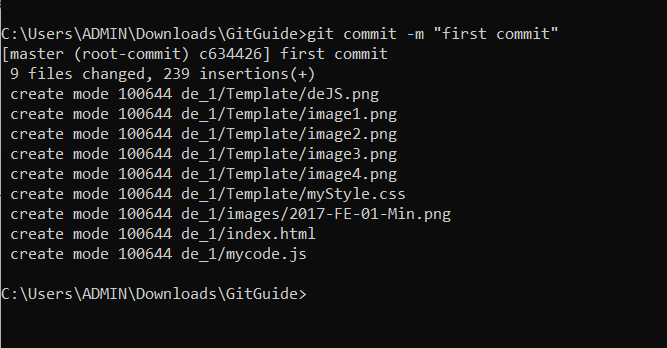 C:\Users\ADMIN\Downloads\GitGuide>git commit -m "first commit"
[master (root-commit) c634426] first commit
 9 files changed, 239 insertions(+)
 create mode 100644 de_1/Template/deJS.png
 create mode 100644 de_1/Template/image1.png
 create mode 100644 de_1/Template/image2.png
 create mode 100644 de_1/Template/image3.png
 create mode 100644 de_1/Template/image4.png
 create mode 100644 de_1/Template/myStyle.css
 create mode 100644 de_1/images/2017-FE-01-Min.png
 create mode 100644 de_1/index.html
 create mode 100644 de_1/mycode.js
C:\Users\ADMIN\Downloads\GitGuide>